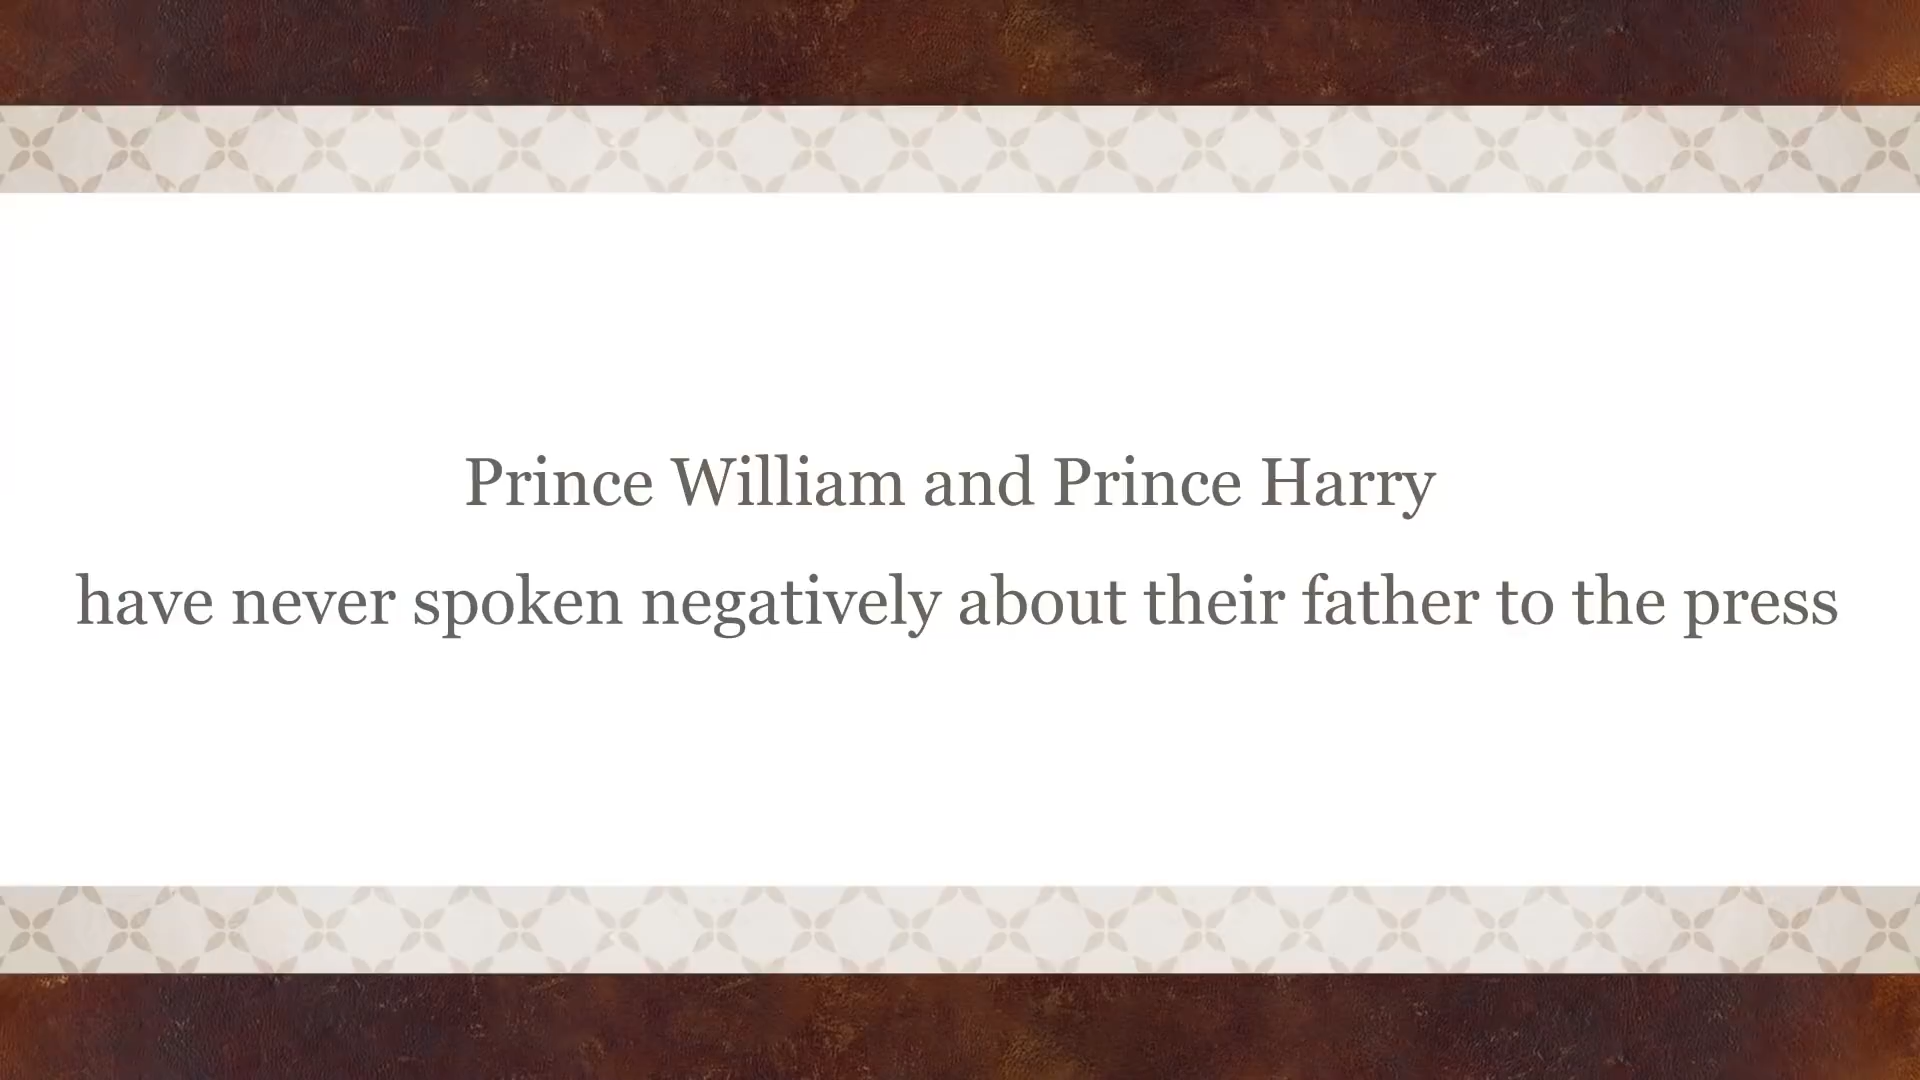 Prince William and Prince Harry
have never spoken negatively about their father to the press